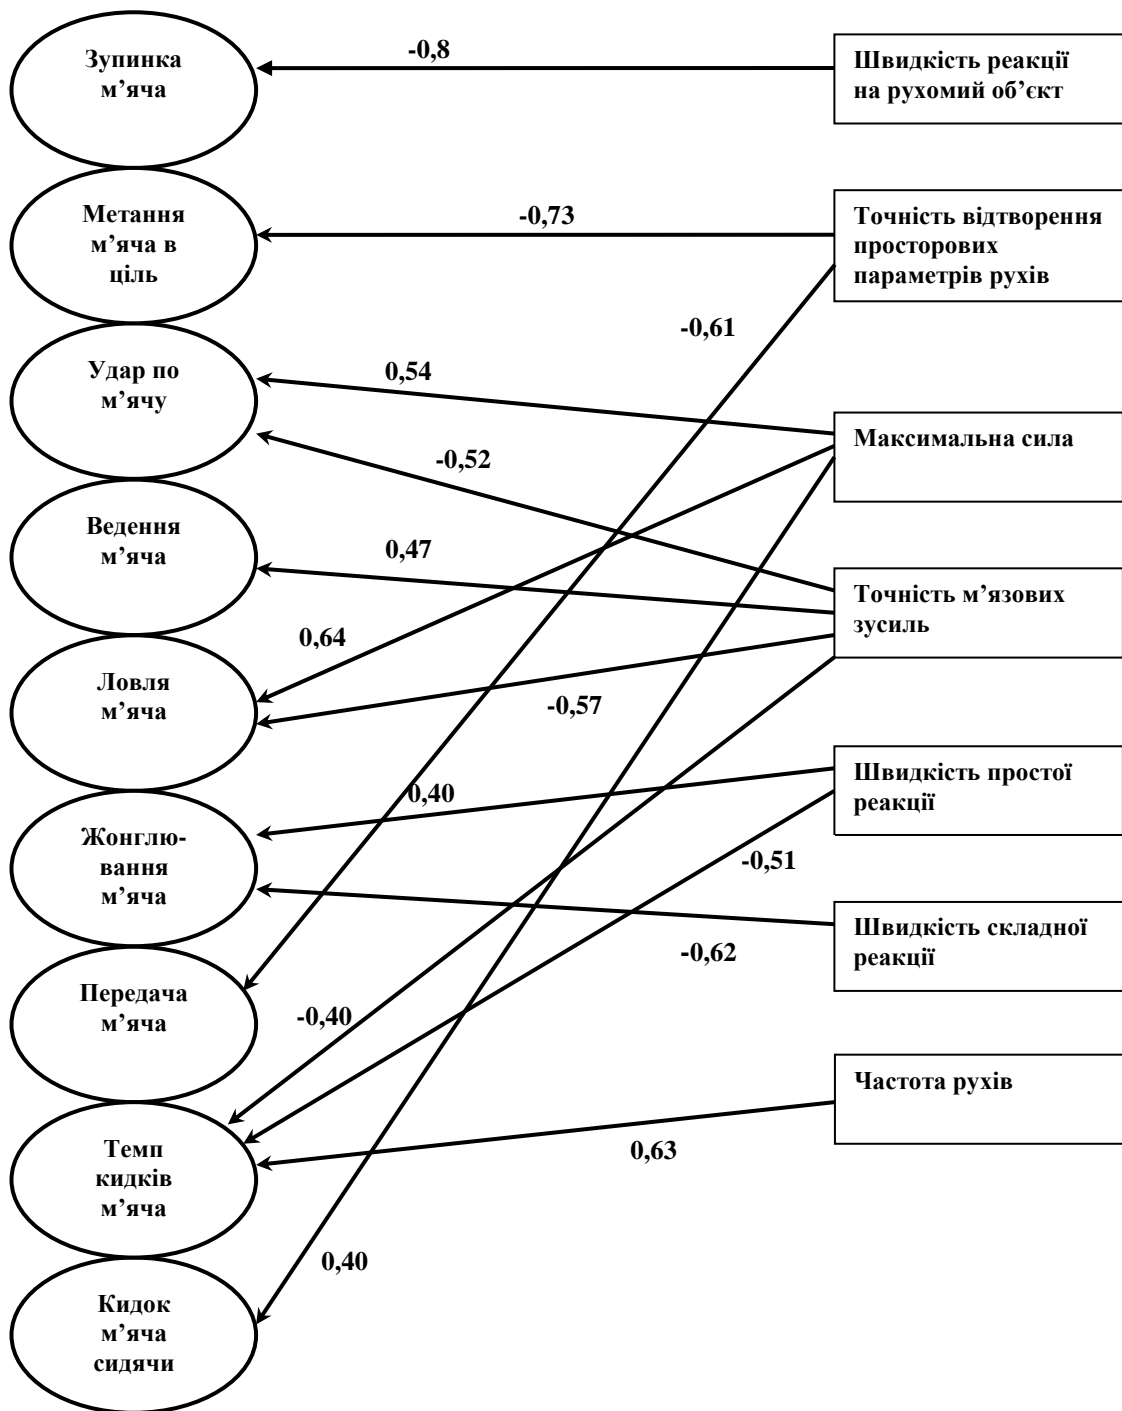 Зупинка
м’яча
-0,8
Швидкість реакції
на рухомий об’єкт
Метання
м’яча в
ціль
-0,73
Точність відтворення
просторових
параметрів рухів
-0,61
Удар по
м’ячу
0,54
Максимальна сила
-0,52
Ведення
м’яча
0,47
Точність м’язових
зусиль
0,64
Ловля
м’яча
-0,57
Швидкість простої
реакції
0,40
Жонглю-
вання
м’яча
-0,51
Швидкість складної
реакції
-0,62
Передача
м’яча
-0,40
Частота рухів
Темп
кидків
м’яча
0,63
0,40
Кидок
м’яча
сидячи